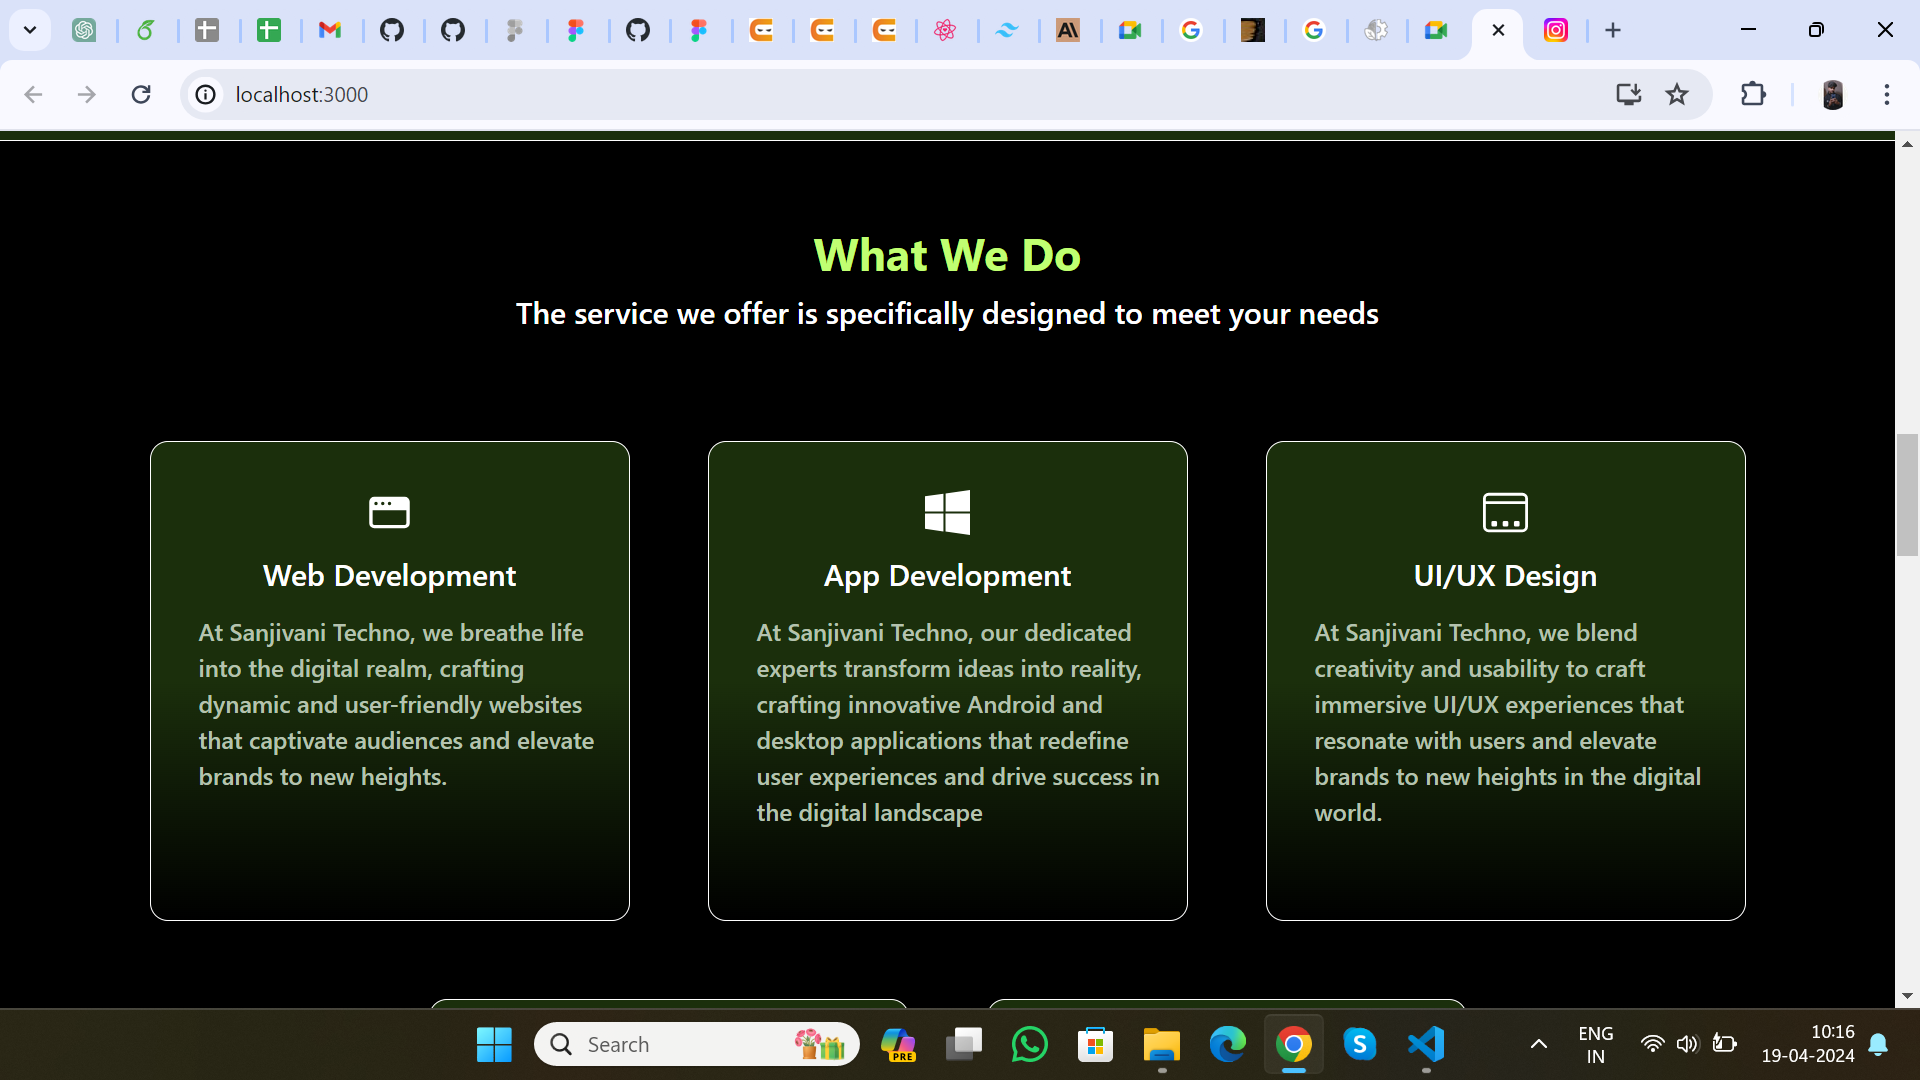 localhost:3000
What We Do
The service we offer is specifically designed to meet your needs
Web Development
At Sanjivani Techno, we breathe life
into the digital realm, crafting
dynamic and user-friendly websites
that captivate audiences and elevate
brands to new heights.
App Development
At Sanjivani Techno, our dedicated
experts transform ideas into reality,
crafting innovative Android and
desktop applications that redefine
user experiences and drive success in
the digital landscape
UI/UX Design
At Sanjivani Techno, we blend
creativity and usability to craft
immersive UI/UX experiences that
resonate with users and elevate
brands to new heights in the digital
world.
Search
PRE
ENG
IN
10:16
19-04-2024